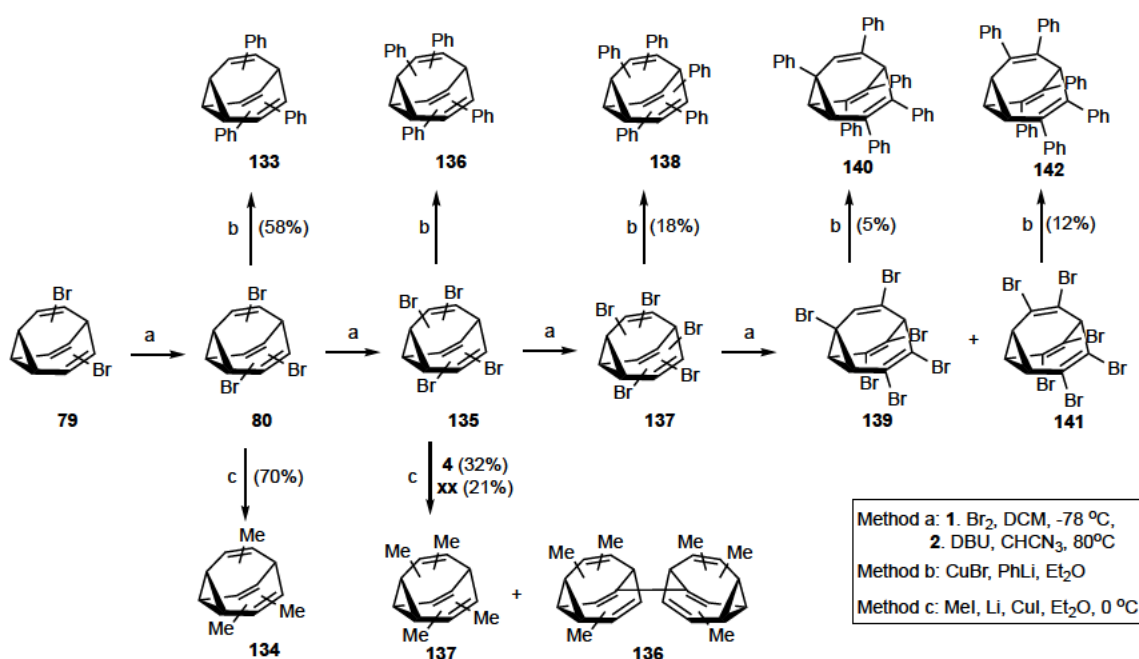 Ph
Ph
Ph
133
Ph
Ph
Ph
Ph
136
Ph
Ph
Ph
Ph
Ph
138
Ph
Ph
Ph
Ph
Ph
Ph
140
Ph
Ph
Ph
Ph
Ph
Ph
142
b (58%)
b
b (18%)
b (5%)
b (12%)
Br
Br
79
a
Br
Br
Br
80
a
Br
Br
Br
Br
135
a
Br
Br
Br
Br
Br
137
a
Br
Br
Br
Br
Br
Br
139
+
Br
Br
Br
Br
Br
Br
141
c (70%)
c
4 (32%)
xx (21%)
Me
Me
Me
134
Me
Me
Me
Me
137
+
Me
Me
Me
Me
Me
Me
136
Method a: 1. Br2, DCM, -78 °C,
2. DBU, CHCN3, 80°C
Method b: CuBr, PhLi, Et2O
Method c: MeI, Li, CuI, Et2O, 0 °C